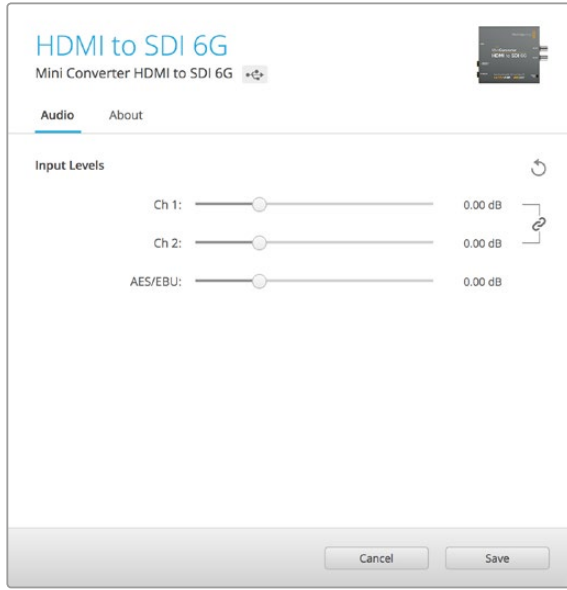 HDMI to SDI 6G
Mini Converter HDMI to SDI 6G
Audio About
Input Levels
Ch 1: 0.00 dB
Ch 2: 0.00 dB
AES/EBU: 0.00 dB
Cancel Save